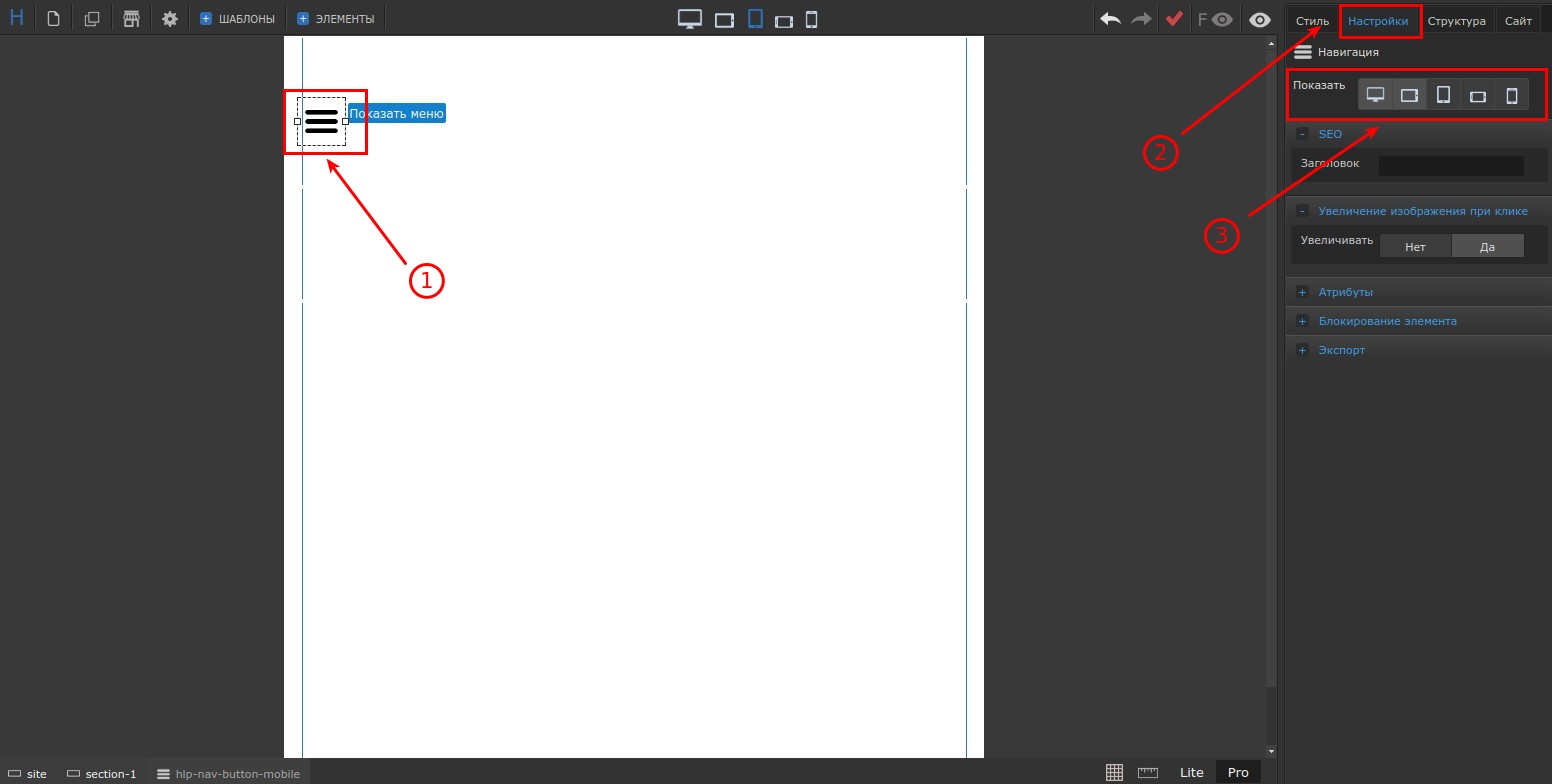 H
ШАБЛОНЫ
ЭЛЕМЕНТЫ
F
Стиль
Настройки
Структура
Сайт
Навигация
Показать
Показать меню
SEO
Заголовок
Увеличение изображения при клике
Увеличивать
Нет
Да
Атрибуты
Блокирование элемента
Экспорт
1
2
3
site
section-1
hlp-nav-button-mobile
Lite
Pro